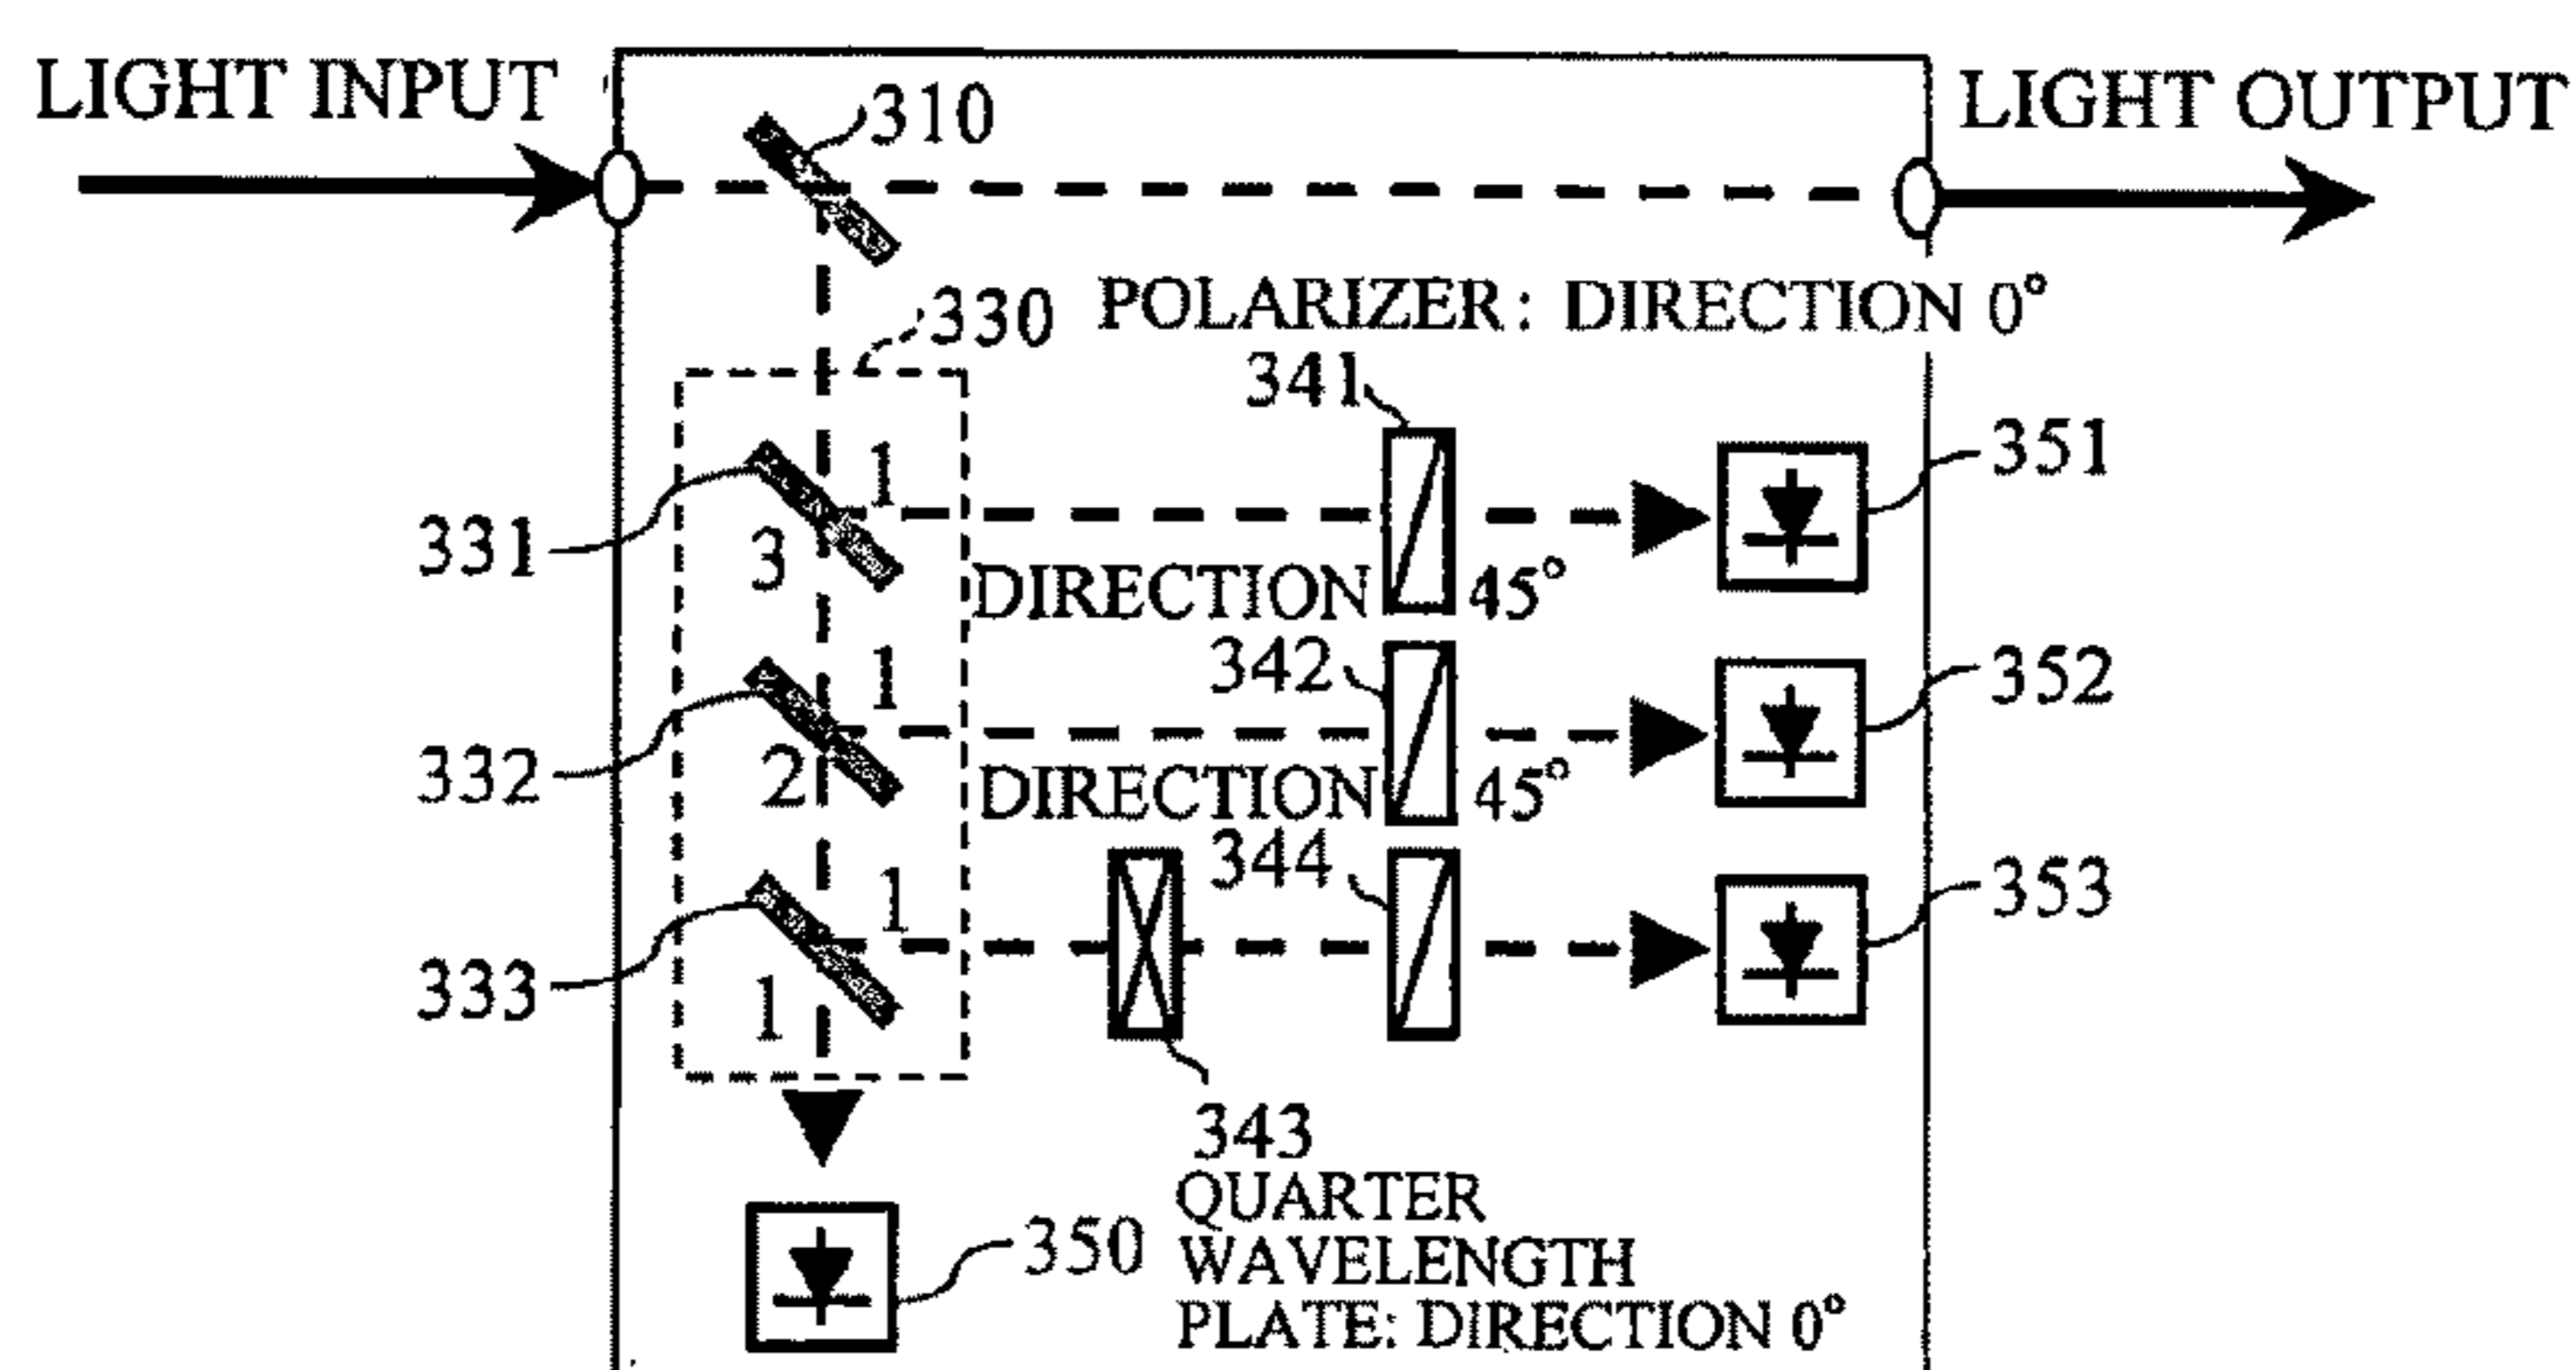 LIGHT INPUT
LIGHT OUTPUT
310
330
POLARIZER: DIRECTION 0°
341
1
351
331
3
DIRECTION 45°
342
1
352
332
2
DIRECTION 45°
344
1
353
333
1
343
QUARTER
WAVELENGTH
PLATE: DIRECTION 0°
350